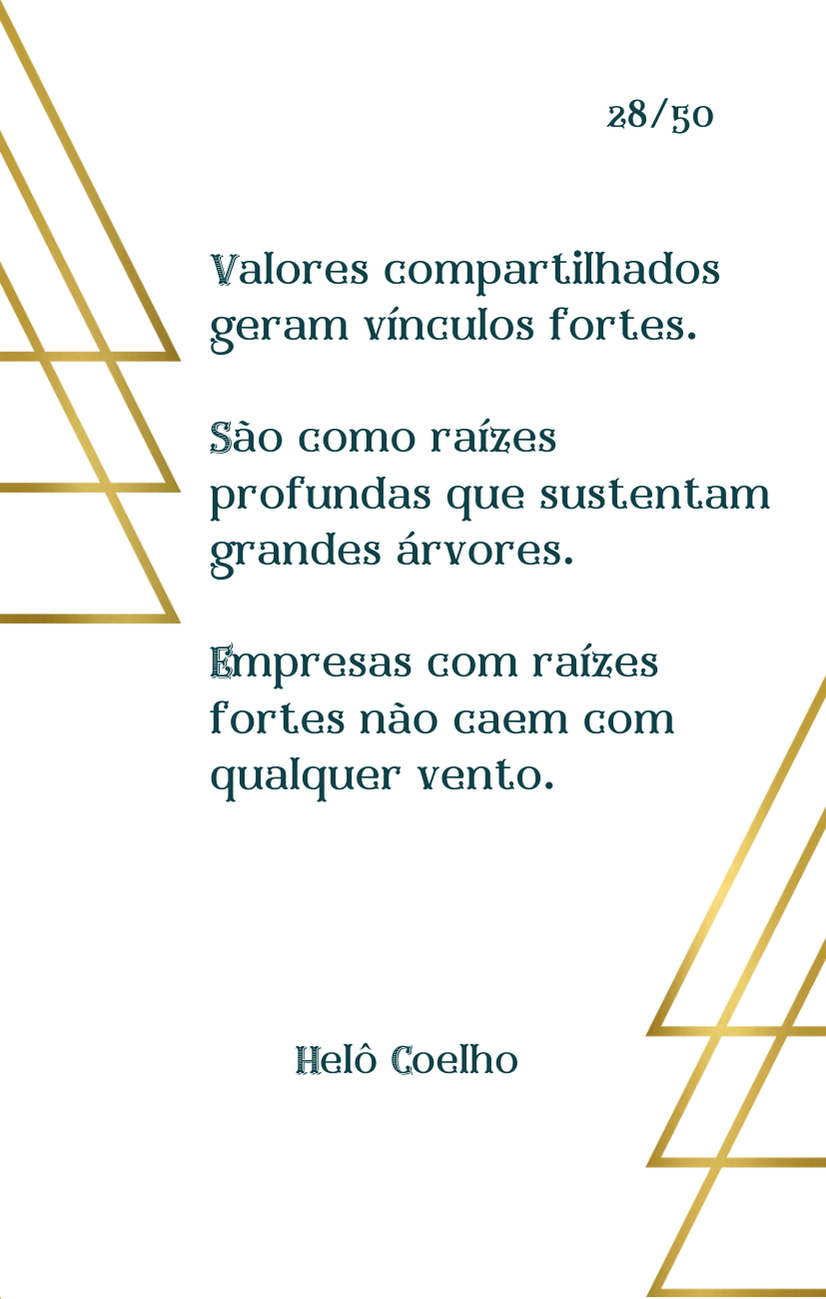 28/50
Valores compartilhados
geram vínculos fortes.
São como raízes
profundas que sustentam
grandes árvores.
Empresas com raízes
fortes não caem com
qualquer vento.
Helô Coelho